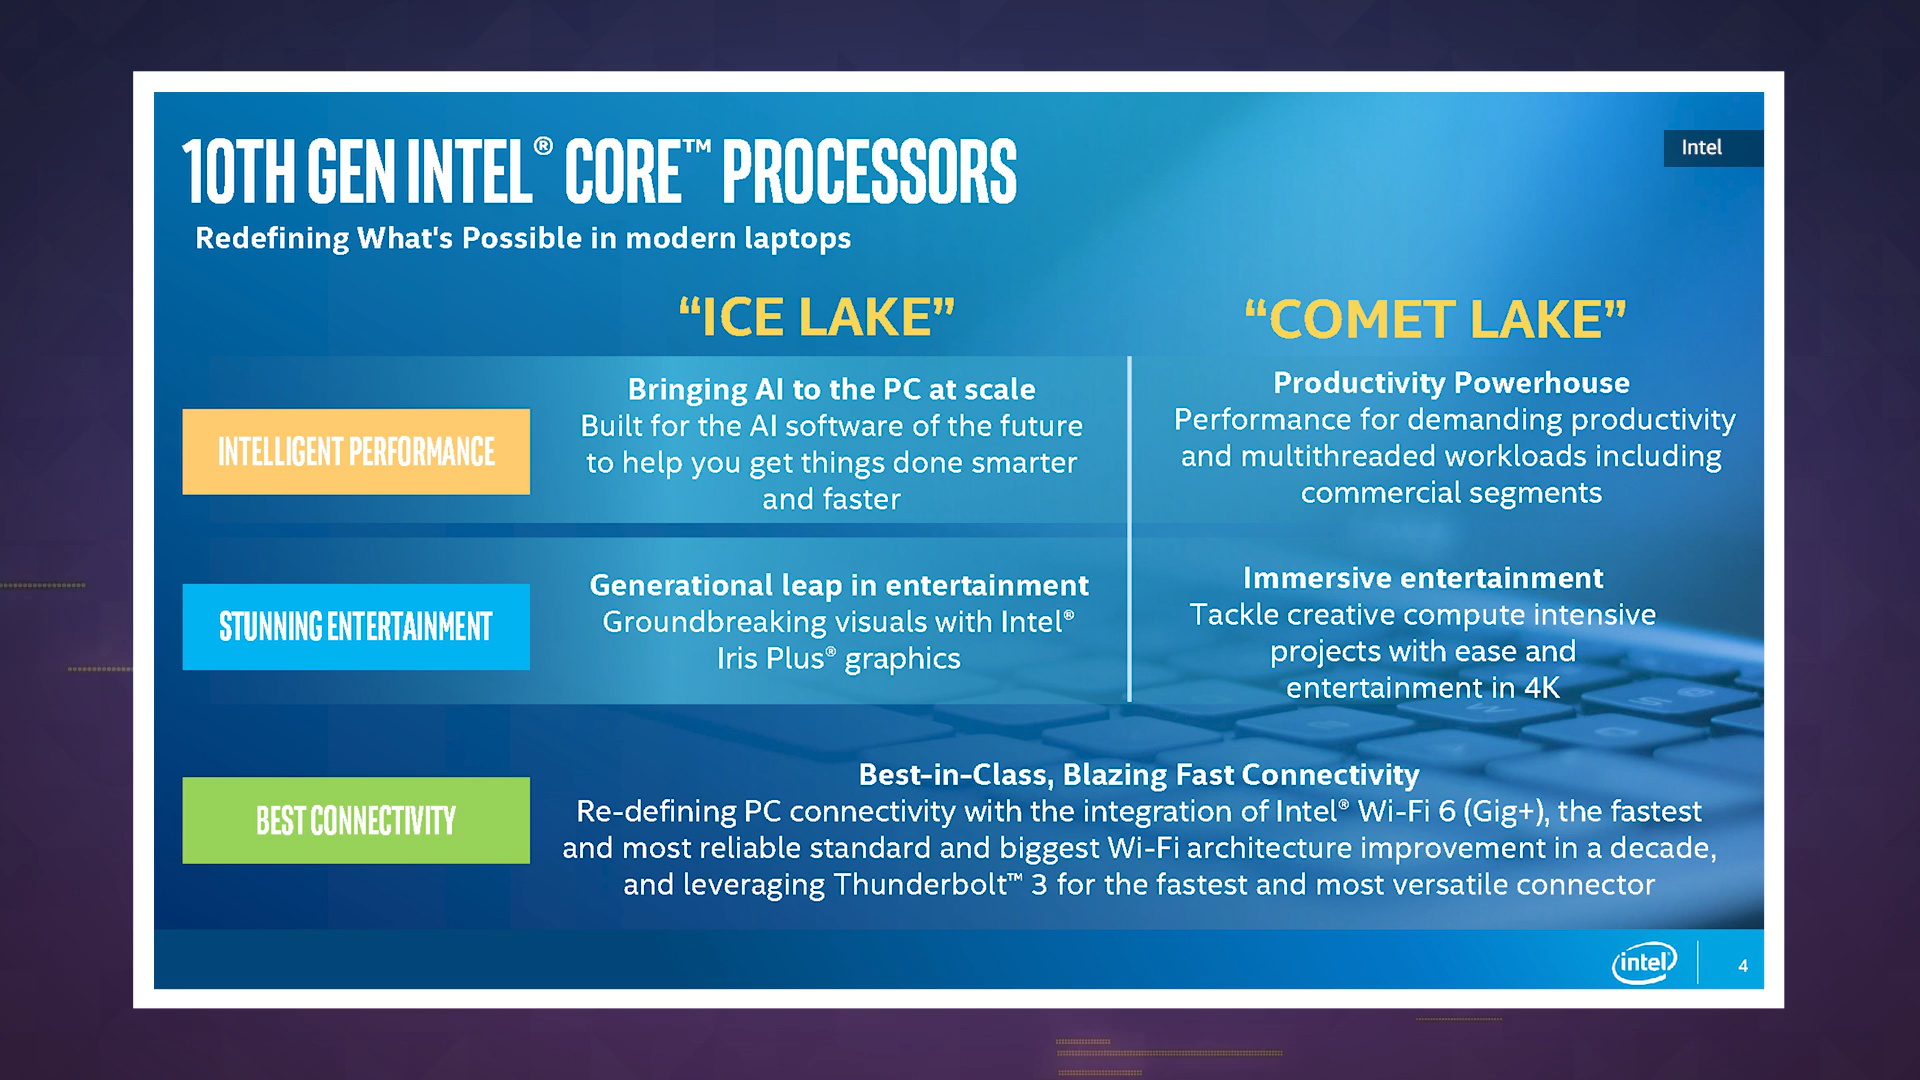 10TH GEN INTEL® CORE™ PROCESSORS
Intel
Redefining What's Possible in modern laptops
“ICE LAKE”
“COMET LAKE”
INTELLIGENT PERFORMANCE
Bringing AI to the PC at scale
Built for the AI software of the future
to help you get things done smarter
and faster
Productivity Powerhouse
Performance for demanding productivity
and multithreaded workloads including
commercial segments
STUNNING ENTERTAINMENT
Generational leap in entertainment
Groundbreaking visuals with Intel®
Iris Plus® graphics
Immersive entertainment
Tackle creative compute intensive
projects with ease and
entertainment in 4K
BEST CONNECTIVITY
Best-in-Class, Blazing Fast Connectivity
Re-defining PC connectivity with the integration of Intel® Wi-Fi 6 (Gig+), the fastest
and most reliable standard and biggest Wi-Fi architecture improvement in a decade,
and leveraging Thunderbolt™ 3 for the fastest and most versatile connector
intel
4